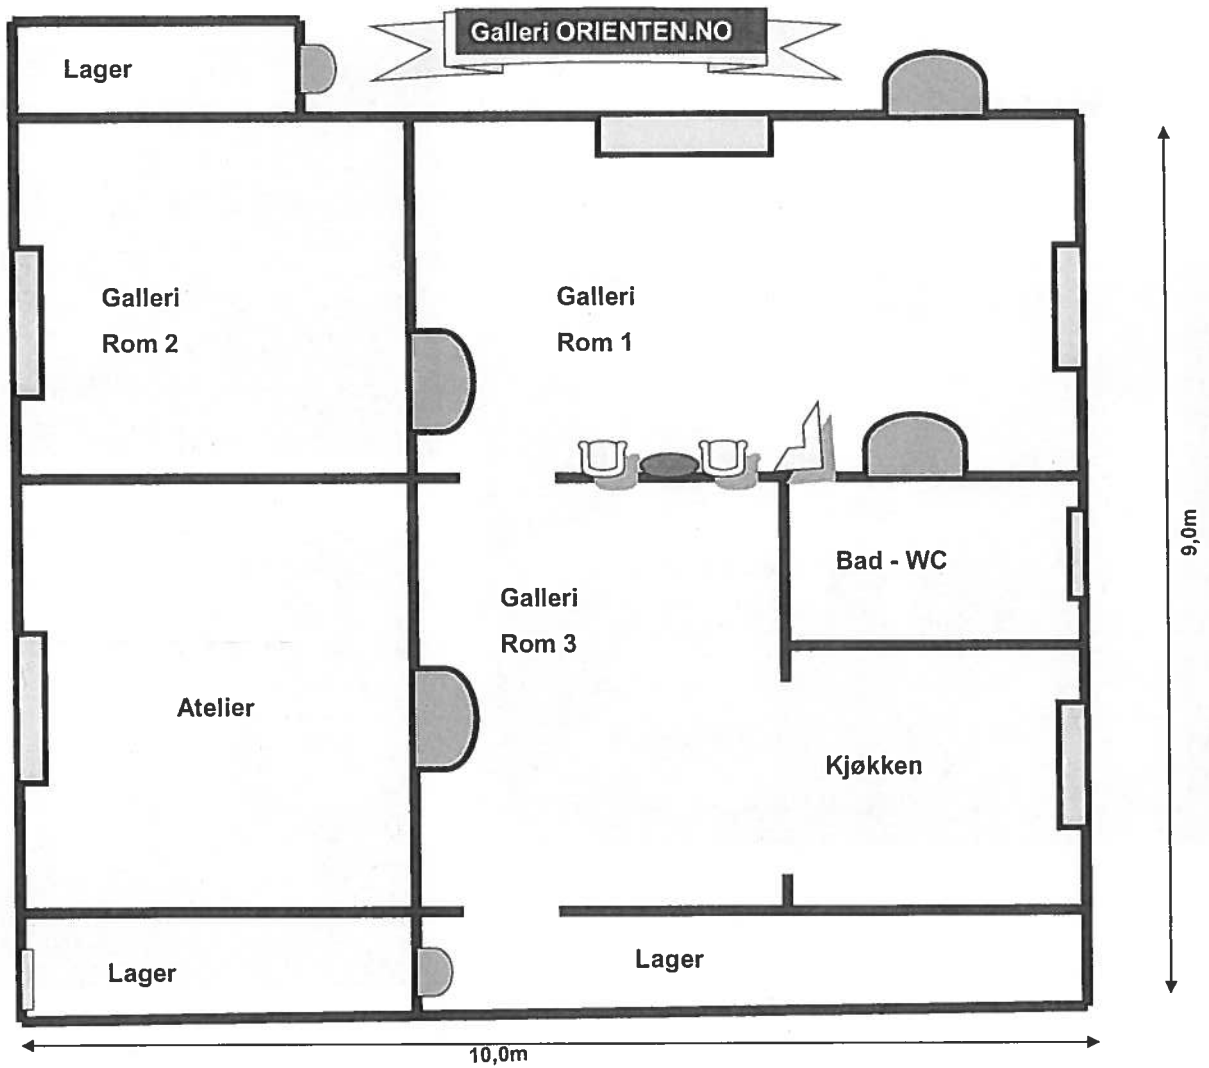 Galleri ORIENTEN.NO
Lager
Galleri
Rom 2
Galleri
Rom 1
Bad - WC
9,0m
Galleri
Rom 3
Atelier
Kjøkken
Lager
Lager
10,0m